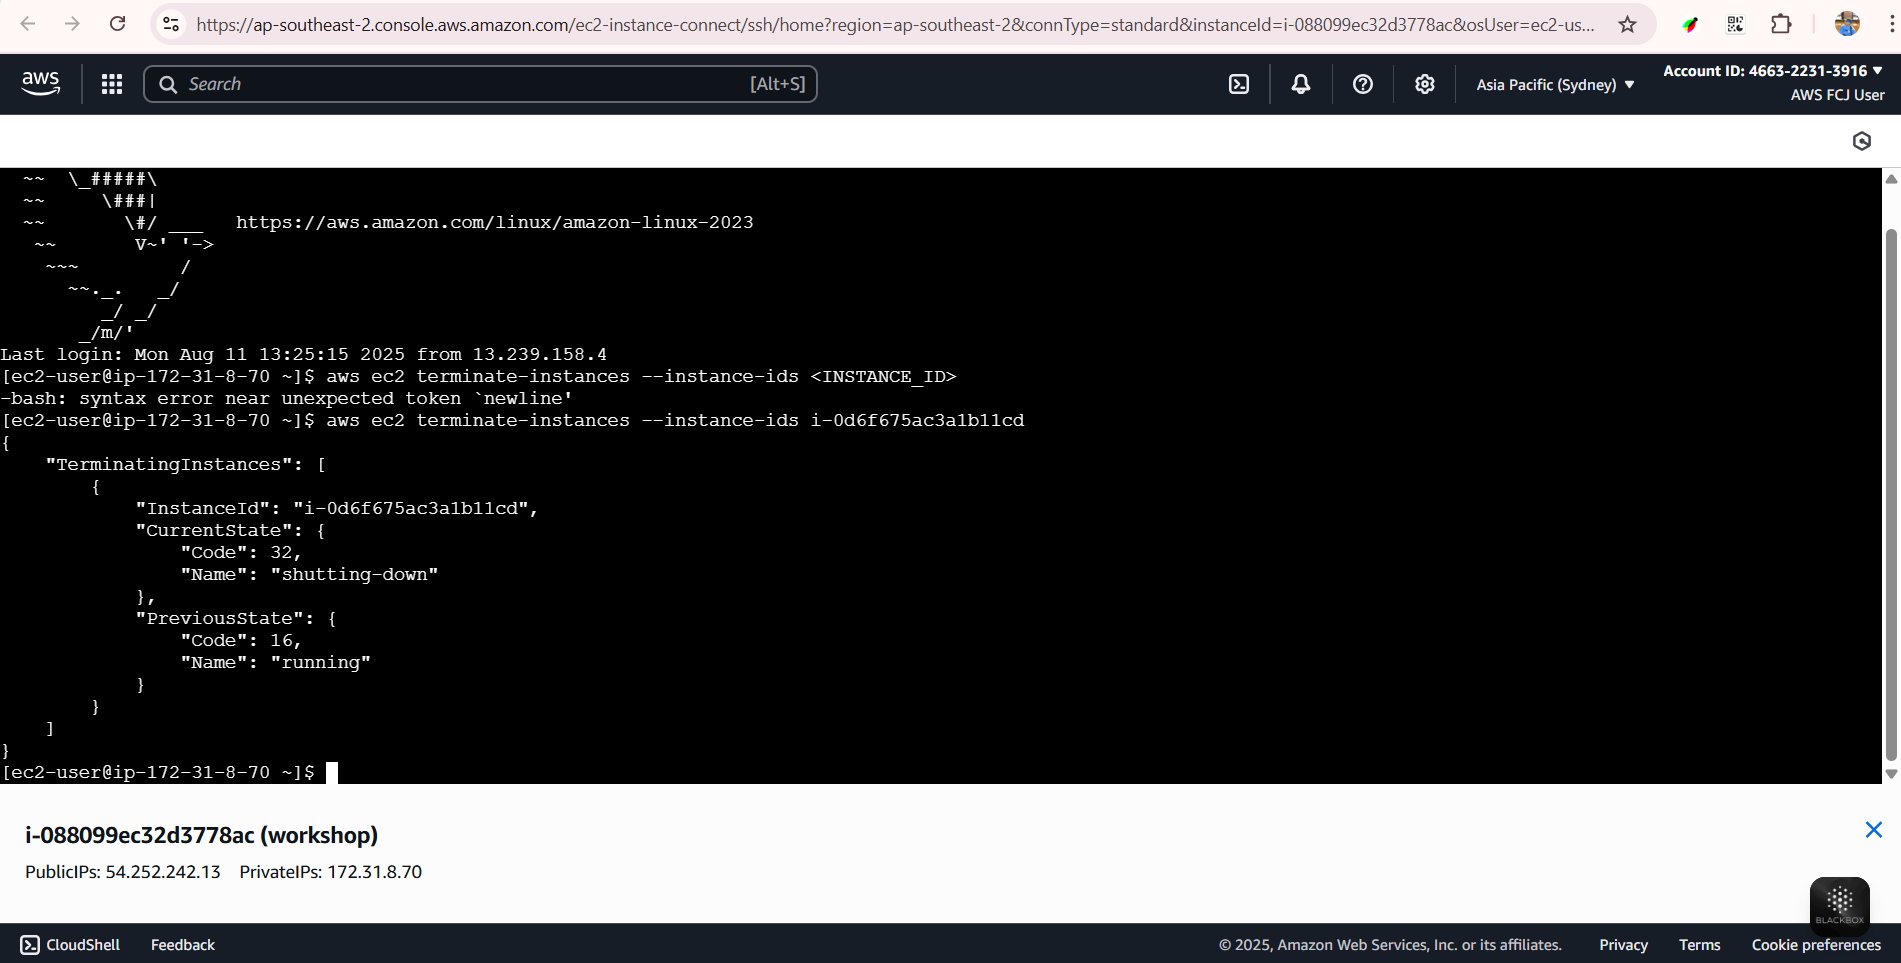 https://ap-southeast-2.console.aws.amazon.com/ec2-instance-connect/ssh/home?region=ap-southeast-2&connType=standard&instanceId=i-088099ec32d3778ac&osUser=ec2-us...
aws
Search [Alt+S]
Asia Pacific (Sydney) ▼
Account ID: 4663-2231-3916 ▼
AWS FCJ User
  ~~  \_#####\
  ~~     \###|
  ~~       \#/ ___   https://aws.amazon.com/linux/amazon-linux-2023
   ~~       V~' '->
    ~~~         /
      ~~._.   _/
         _/ _/
       _/m/'
Last login: Mon Aug 11 13:25:15 2025 from 13.239.158.4
[ec2-user@ip-172-31-8-70 ~]$ aws ec2 terminate-instances --instance-ids <INSTANCE_ID>
-bash: syntax error near unexpected token `newline'
[ec2-user@ip-172-31-8-70 ~]$ aws ec2 terminate-instances --instance-ids i-0d6f675ac3a1b11cd
{
    "TerminatingInstances": [
        {
            "InstanceId": "i-0d6f675ac3a1b11cd",
            "CurrentState": {
                "Code": 32,
                "Name": "shutting-down"
            },
            "PreviousState": {
                "Code": 16,
                "Name": "running"
            }
        }
    ]
}
[ec2-user@ip-172-31-8-70 ~]$
i-088099ec32d3778ac (workshop)
PublicIPs: 54.252.242.13 PrivateIPs: 172.31.8.70
BLACKBOX
CloudShell Feedback © 2025, Amazon Web Services, Inc. or its affiliates. Privacy Terms Cookie preferences